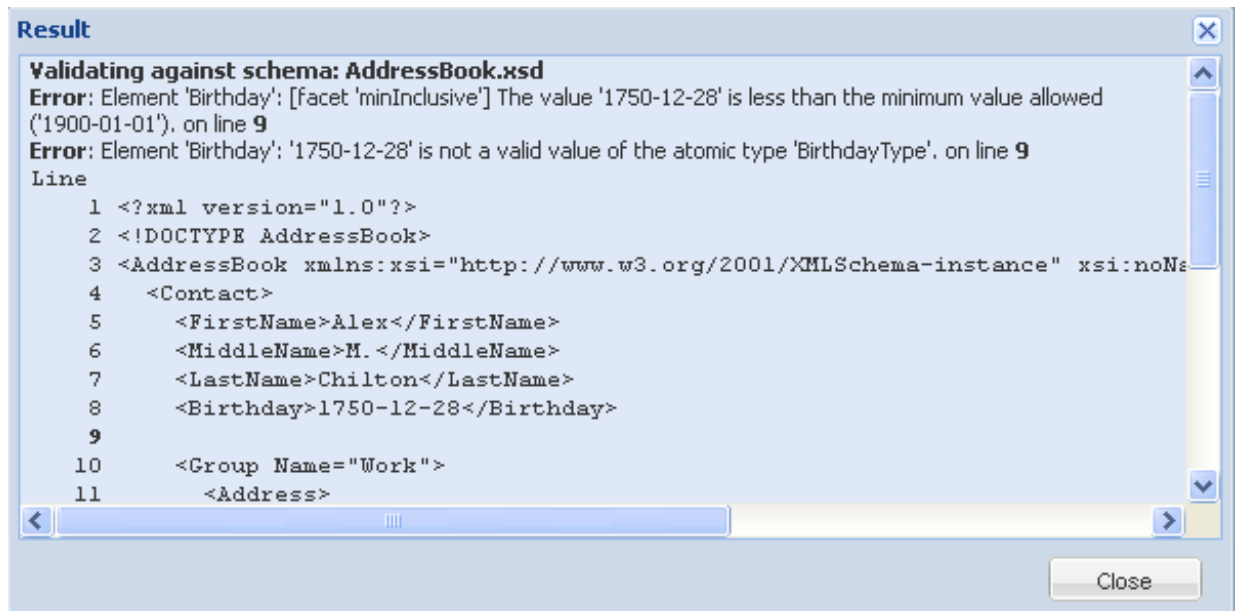 Result
Validating against schema: AddressBook.xsd
Error: Element 'Birthday': [facet 'minInclusive'] The value '1750-12-28' is less than the minimum value allowed
('1900-01-01'). on line 9
Error: Element 'Birthday': '1750-12-28' is not a valid value of the atomic type 'BirthdayType'. on line 9
Line
1 <?xml version="1.0"?>
2 <!DOCTYPE AddressBook>
3 <AddressBook xmlns:xsi="http://www.w3.org/2001/XMLSchema-instance" xsi:noNa
4 <Contact>
5 <FirstName>Alex</FirstName>
6 <MiddleName>M.</MiddleName>
7 <LastName>Chilton</LastName>
8 <Birthday>1750-12-28</Birthday>
9
10 <Group Name="Work">
11 <Address>
Close